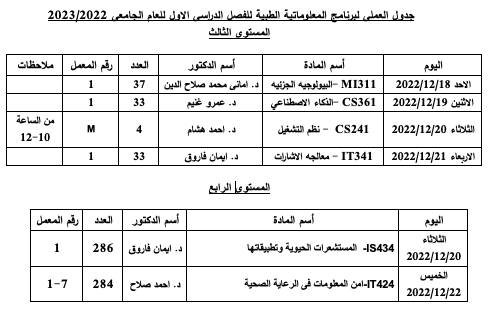 جدول العملي لبرنامج المعلوماتية الطبية للفصل الدراسي الاول للعام الجامعي 2023/2022
المستوى الثالث
اليوم اسم المادة أسم الدكتور العدد رقم المعمل ملاحظات
الاحد 2022/12/18 MI311 –البيولوجيه الجزئيه د. امانى محمد صلاح الدين 37 1
الاثنين 2022/12/19 CS361 –الذكاء الاصطناعي د. عمرو غنيم 33 1
الثلاثاء 2022/12/20 CS241 – نظم التشغيل د. احمد هشام 4 M من الساعة
10-12
الاربعاء 2022/12/21 IT341 – معالجه الاشارات د. ايمان فاروق 33 1
المستوى الرابع
اليوم أسم المادة أسم الدكتور العدد رقم المعمل
الثلاثاء
2022/12/20 IS434- المستشعرات الحيوية وتطبيقاتها د. ايمان فاروق 286 1
الخميس
2022/12/22 IT424-امن المعلومات فى الرعاية الصحية د. احمد صلاح 284 1-7